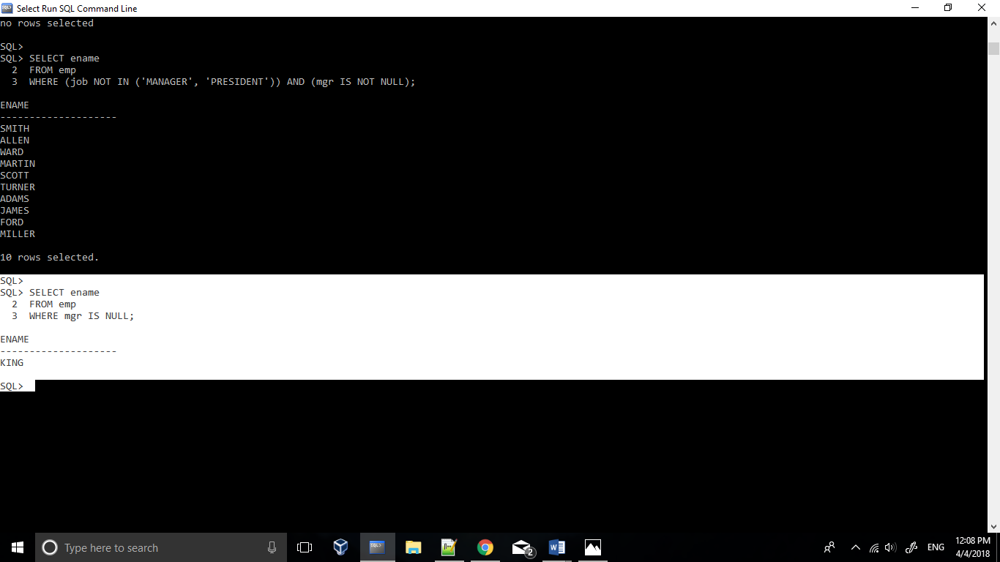 Select Run SQL Command Line
no rows selected
SQL>
SQL> SELECT ename
2 FROM emp
3 WHERE (job NOT IN ('MANAGER', 'PRESIDENT')) AND (mgr IS NOT NULL);
ENAME
--------------------
SMITH
ALLEN
WARD
MARTIN
SCOTT
TURNER
ADAMS
JAMES
FORD
MILLER
10 rows selected.
SQL>
SQL> SELECT ename
2 FROM emp
3 WHERE mgr IS NULL;
ENAME
--------------------
KING
SQL>
Type here to search
2
ENG
12:08 PM
4/4/2018